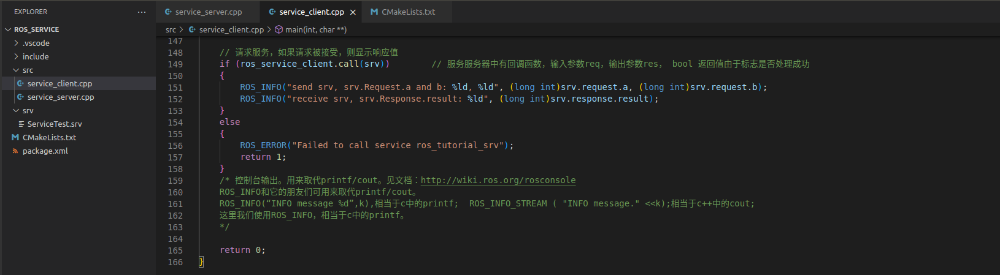 EXPLORER ...
ROS_SERVICE
.vscode
include
src
service_client.cpp
service_server.cpp
srv
ServiceTest.srv
CMakeLists.txt
package.xml
service_server.cpp service_client.cpp × CMakeLists.txt
src > service_client.cpp > main(int, char **)
147
148 // 请求服务，如果请求被接受，则显示响应值
149 if (ros_service_client.call(srv)) // 服务服务器中有回调函数，输入参数req，输出参数res， bool 返回值由于标志是否处理成功
150 {
151 ROS_INFO("send srv, srv.Request.a and b: %ld, %ld", (long int)srv.request.a, (long int)srv.request.b);
152 ROS_INFO("receive srv, srv.Response.result: %ld", (long int)srv.response.result);
153 }
154 else
155 {
156 ROS_ERROR("Failed to call service ros_tutorial_srv");
157 return 1;
158 }
159 /* 控制台输出。用来取代printf/cout。见文档：http://wiki.ros.org/rosconsole
160 ROS_INFO和它的朋友们可用来取代printf/cout。
161 ROS_INFO(“INFO message %d”,k),相当于c中的printf; ROS_INFO_STREAM ( "INFO message." <<k);相当于c++中的cout;
162 这里我们使用ROS_INFO，相当于c中的printf。
163 */
164
165 return 0;
166 }